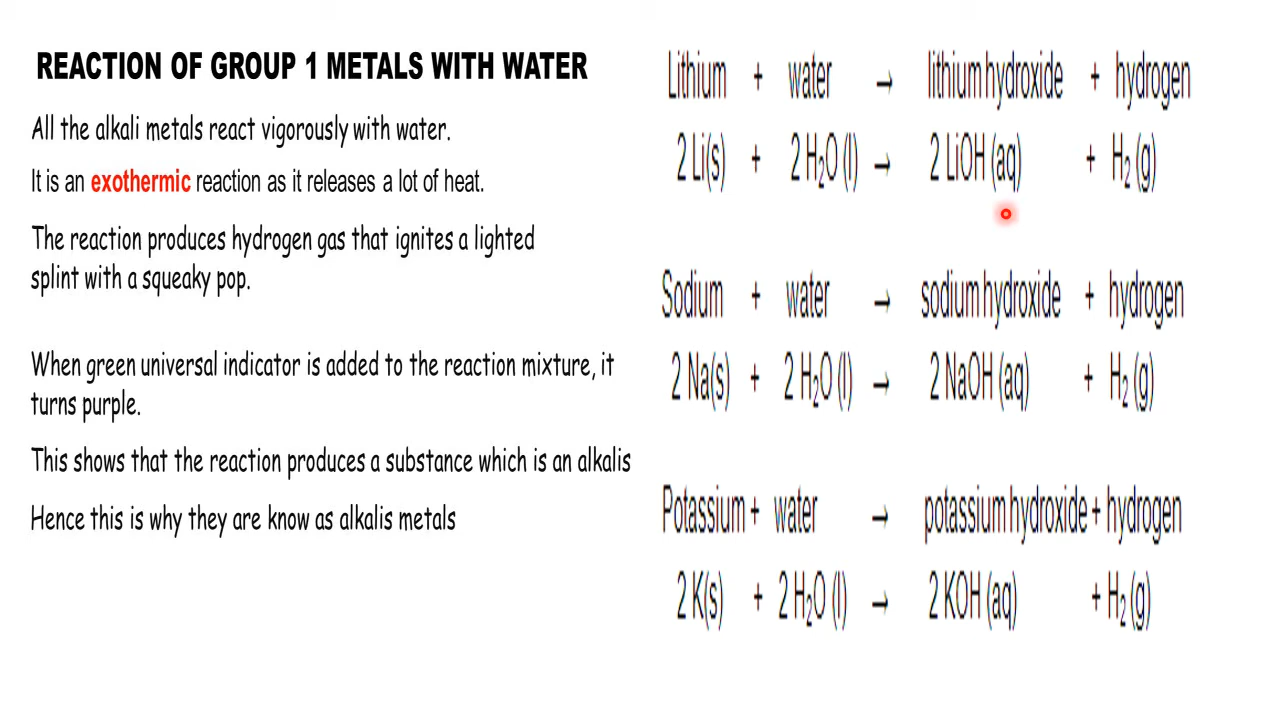 REACTION OF GROUP 1 METALS WITH WATER
All the alkali metals react vigorously with water.
It is an exothermic reaction as it releases a lot of heat.
The reaction produces hydrogen gas that ignites a lighted
splint with a squeaky pop.
When green universal indicator is added to the reaction mixture, it
turns purple.
This shows that the reaction produces a substance which is an alkalis
Hence this is why they are know as alkalis metals
Lithium + water → lithium hydroxide + hydrogen
2 Li(s) + 2 H₂O (l) → 2 LiOH (aq) + H₂ (g)
Sodium + water → sodium hydroxide + hydrogen
2 Na(s) + 2 H₂O (l) → 2 NaOH (aq) + H₂ (g)
Potassium + water → potassium hydroxide + hydrogen
2 K(s) + 2 H₂O (l) → 2 KOH (aq) + H₂ (g)